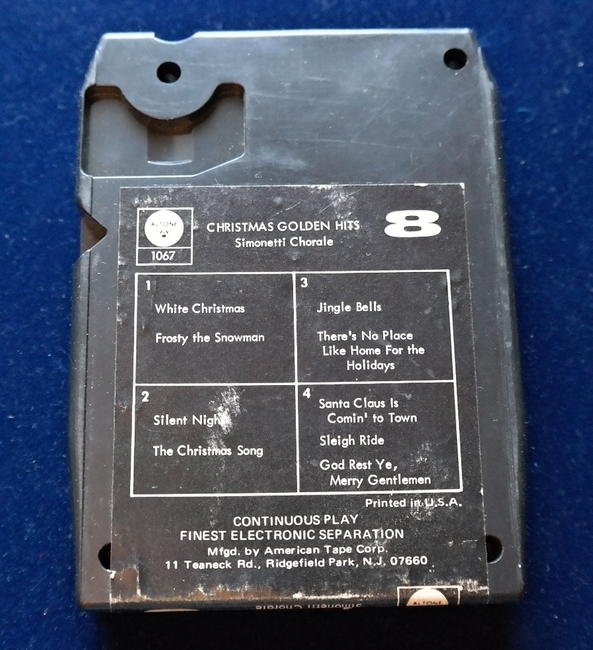 ALTONE
1067
CHRISTMAS GOLDEN HITS
Simonetti Chorale
8
1
White Christmas
Frosty the Snowman
3
Jingle Bells
There's No Place
Like Home For the
Holidays
2
Silent Night
The Christmas Song
4
Santa Claus Is
Comin' to Town
Sleigh Ride
God Rest Ye,
Merry Gentlemen
Printed in U.S.A.
CONTINUOUS PLAY
FINEST ELECTRONIC SEPARATION
Mfgd. by American Tape Corp.
11 Teaneck Rd., Ridgefield Park, N.J. 07660
Simonetti Chorale
ALTONE